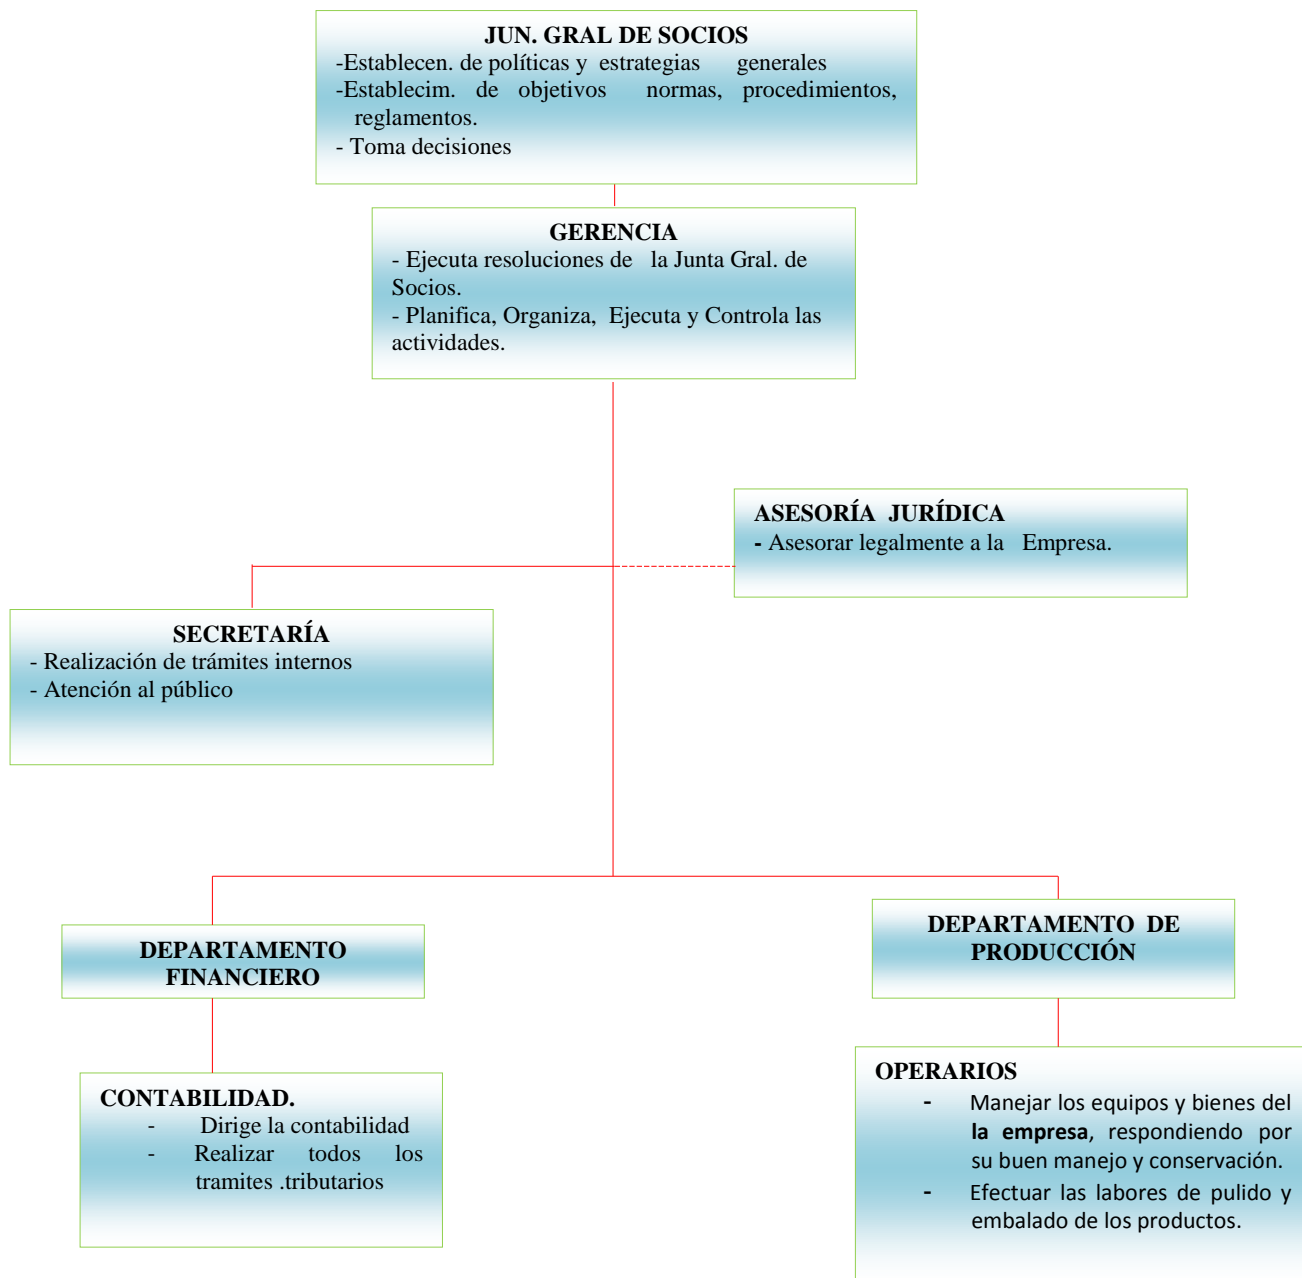 JUN. GRAL DE SOCIOS
-Establecen. de políticas y estrategias generales
-Establecim. de objetivos normas, procedimientos,
reglamentos.
- Toma decisiones
GERENCIA
- Ejecuta resoluciones de la Junta Gral. de
Socios.
- Planifica, Organiza, Ejecuta y Controla las
actividades.
ASESORÍA JURÍDICA
- Asesorar legalmente a la Empresa.
SECRETARÍA
- Realización de trámites internos
- Atención al público
DEPARTAMENTO
FINANCIERO
DEPARTAMENTO DE
PRODUCCIÓN
CONTABILIDAD.
- Dirige la contabilidad
- Realizar todos los
tramites .tributarios
OPERARIOS
- Manejar los equipos y bienes del
la empresa, respondiendo por
su buen manejo y conservación.
- Efectuar las labores de pulido y
embalado de los productos.